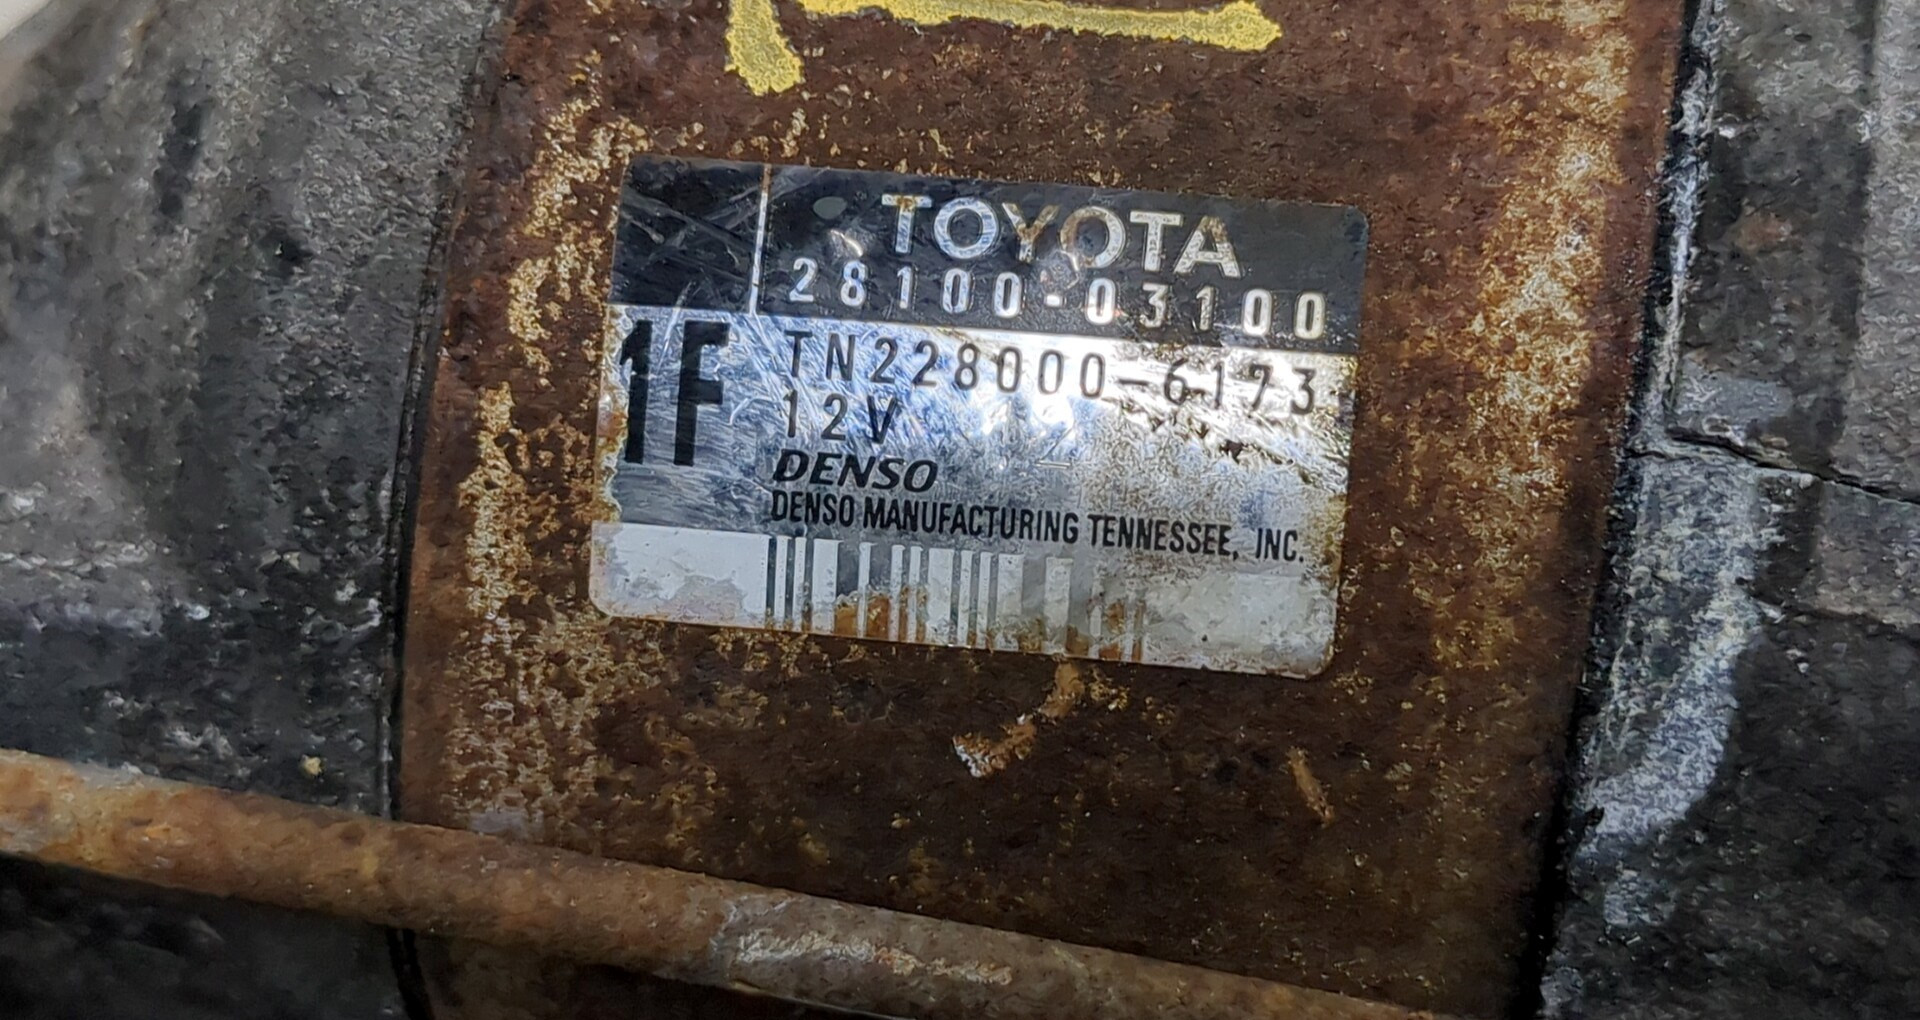 TOYOTA
28100-03100
1F
TN228000-6173
12V
DENSO
DENSO MANUFACTURING TENNESSEE, INC.